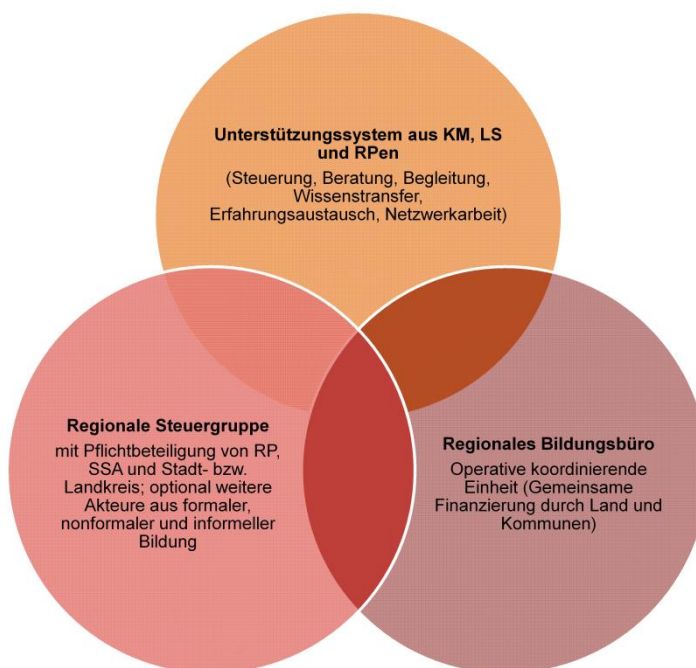 Unterstützungssystem aus KM, LS
und RPen
(Steuerung, Beratung, Begleitung,
Wissenstransfer,
Erfahrungsaustausch, Netzwerkarbeit)
Regionale Steuergruppe
mit Pflichtbeteiligung von RP,
SSA und Stadt- bzw.
Landkreis; optional weitere
Akteure aus formaler,
nonformaler und informeller
Bildung
Regionales Bildungsbüro
Operative koordinierende
Einheit (Gemeinsame
Finanzierung durch Land und
Kommunen)